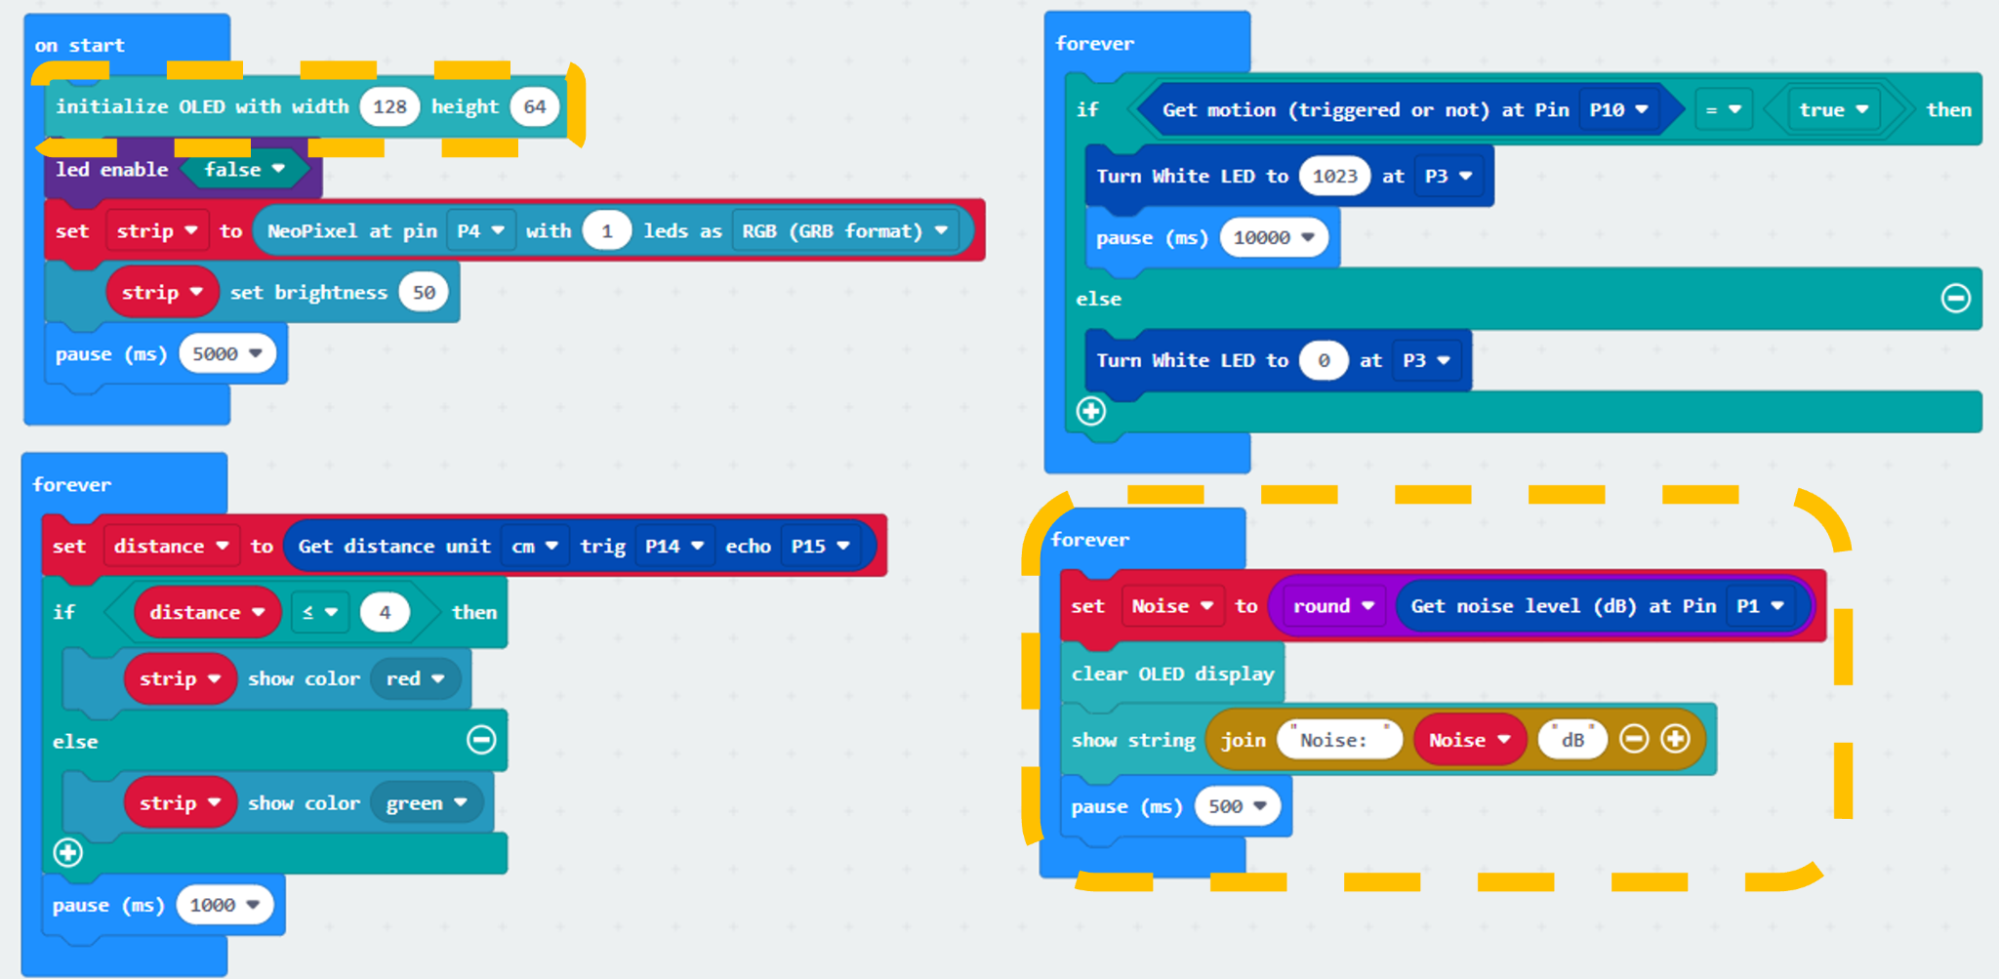 on start
initialize OLED with width 128 height 64
led enable false
set strip to NeoPixel at pin P4 with 1 leds as RGB (GRB format)
strip set brightness 50
pause (ms) 5000
forever
set distance to Get distance unit cm trig P14 echo P15
if distance ≤ 4 then
strip show color red
else
strip show color green
pause (ms) 1000
forever
if Get motion (triggered or not) at Pin P10 = true then
Turn White LED to 1023 at P3
pause (ms) 10000
else
Turn White LED to 0 at P3
forever
set Noise to round Get noise level (dB) at Pin P1
clear OLED display
show string join "Noise: " Noise "dB"
pause (ms) 500